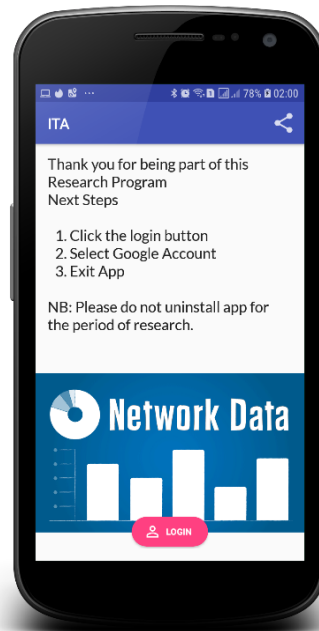 78% 02:00
ITA
Thank you for being part of this
Research Program
Next Steps
1. Click the login button
2. Select Google Account
3. Exit App
NB: Please do not uninstall app for
the period of research.
Network Data
LOGIN